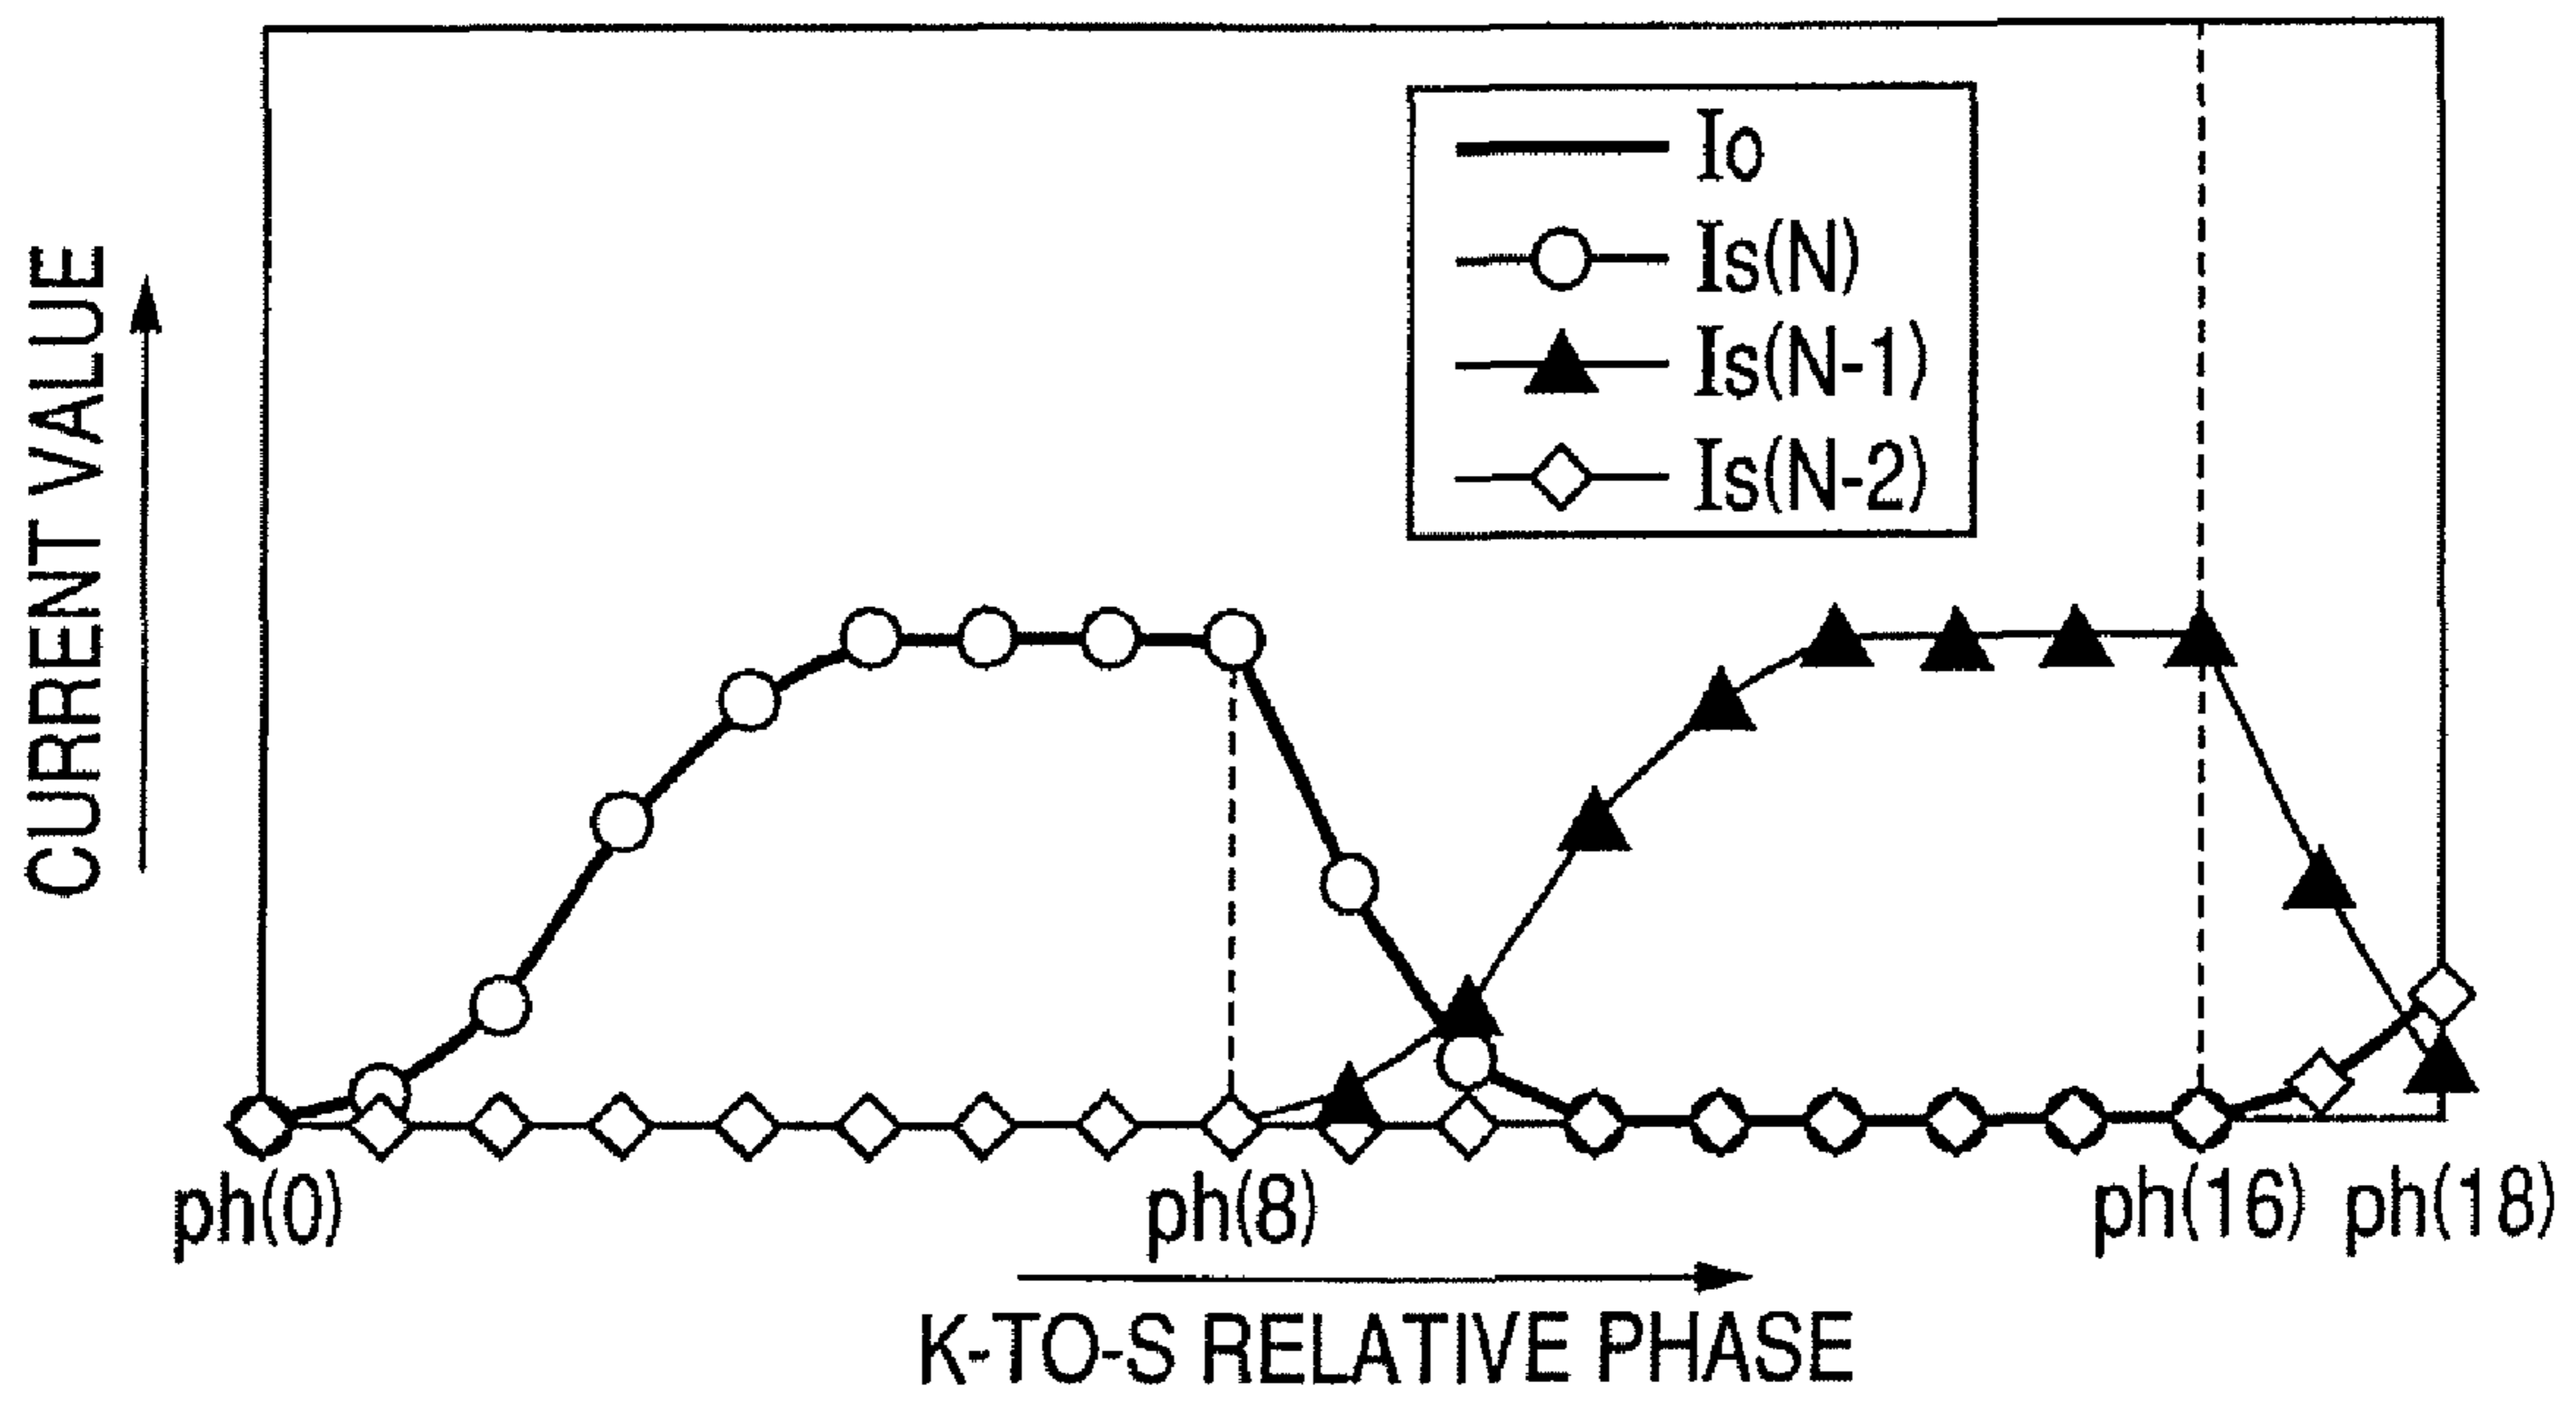 CURRENT VALUE
Io
Is(N)
Is(N-1)
Is(N-2)
ph(0)
ph(8)
ph(16)
ph(18)
K-TO-S RELATIVE PHASE